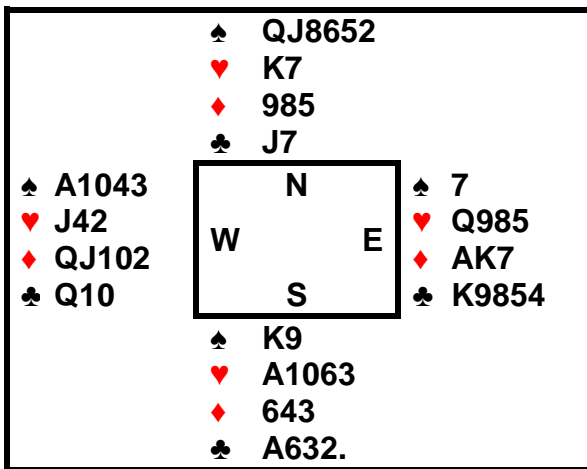 ♠ QJ8652
♥ K7
♦ 985
♣ J7
♠ A1043 N ♠ 7
♥ J42 ♥ Q985
W E
♦ QJ102 ♦ AK7
♣ Q10 S ♣ K9854
♠ K9
♥ A1063
♦ 643
♣ A632.